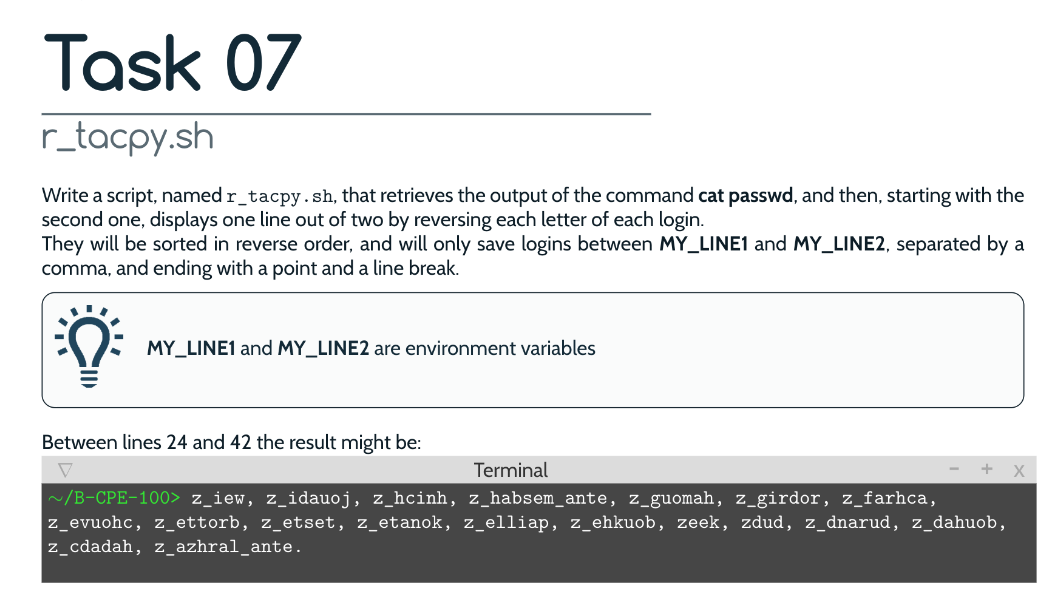 Task 07
r_tacpy.sh
Write a script, named r_tacpy.sh, that retrieves the output of the command cat passwd, and then, starting with the
second one, displays one line out of two by reversing each letter of each login.
They will be sorted in reverse order, and will only save logins between MY_LINE1 and MY_LINE2, separated by a
comma, and ending with a point and a line break.
MY_LINE1 and MY_LINE2 are environment variables
Between lines 24 and 42 the result might be:
▽ Terminal - + x
~/B-CPE-100> z_iew, z_idauoj, z_hcinh, z_habsem_ante, z_guomah, z_girdor, z_farhca,
z_evuohc, z_ettorb, z_etset, z_etanok, z_elliap, z_ehkuob, zeek, zdud, z_dnarud, z_dahuob,
z_cdadah, z_azhral_ante.